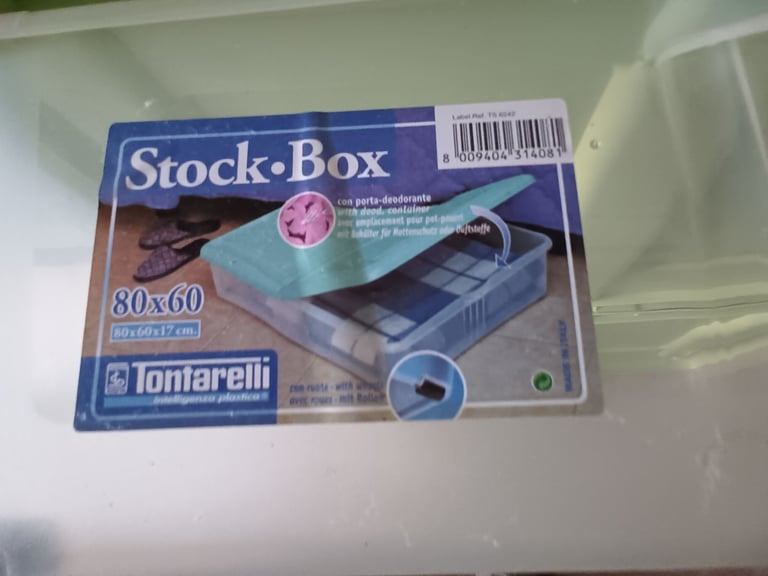 Label Ref. TS 6242
8 009404 314081
Stock•Box
con porta-deodorante
with deod. container
avec emplacement pour pot-pourri
mit Behälter für Mottenschutz oder Duftstoffe
80x60
80x60x17 cm.
Tontarelli
intelligenza plastica
con ruote - with wheels
avec roues - mit Rollen
MADE IN ITALY